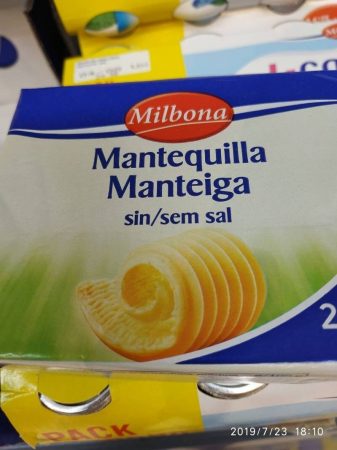 Milbona
Mantequilla
Manteiga
sin/sem sal
2
PACK
2019/7/23 18:10